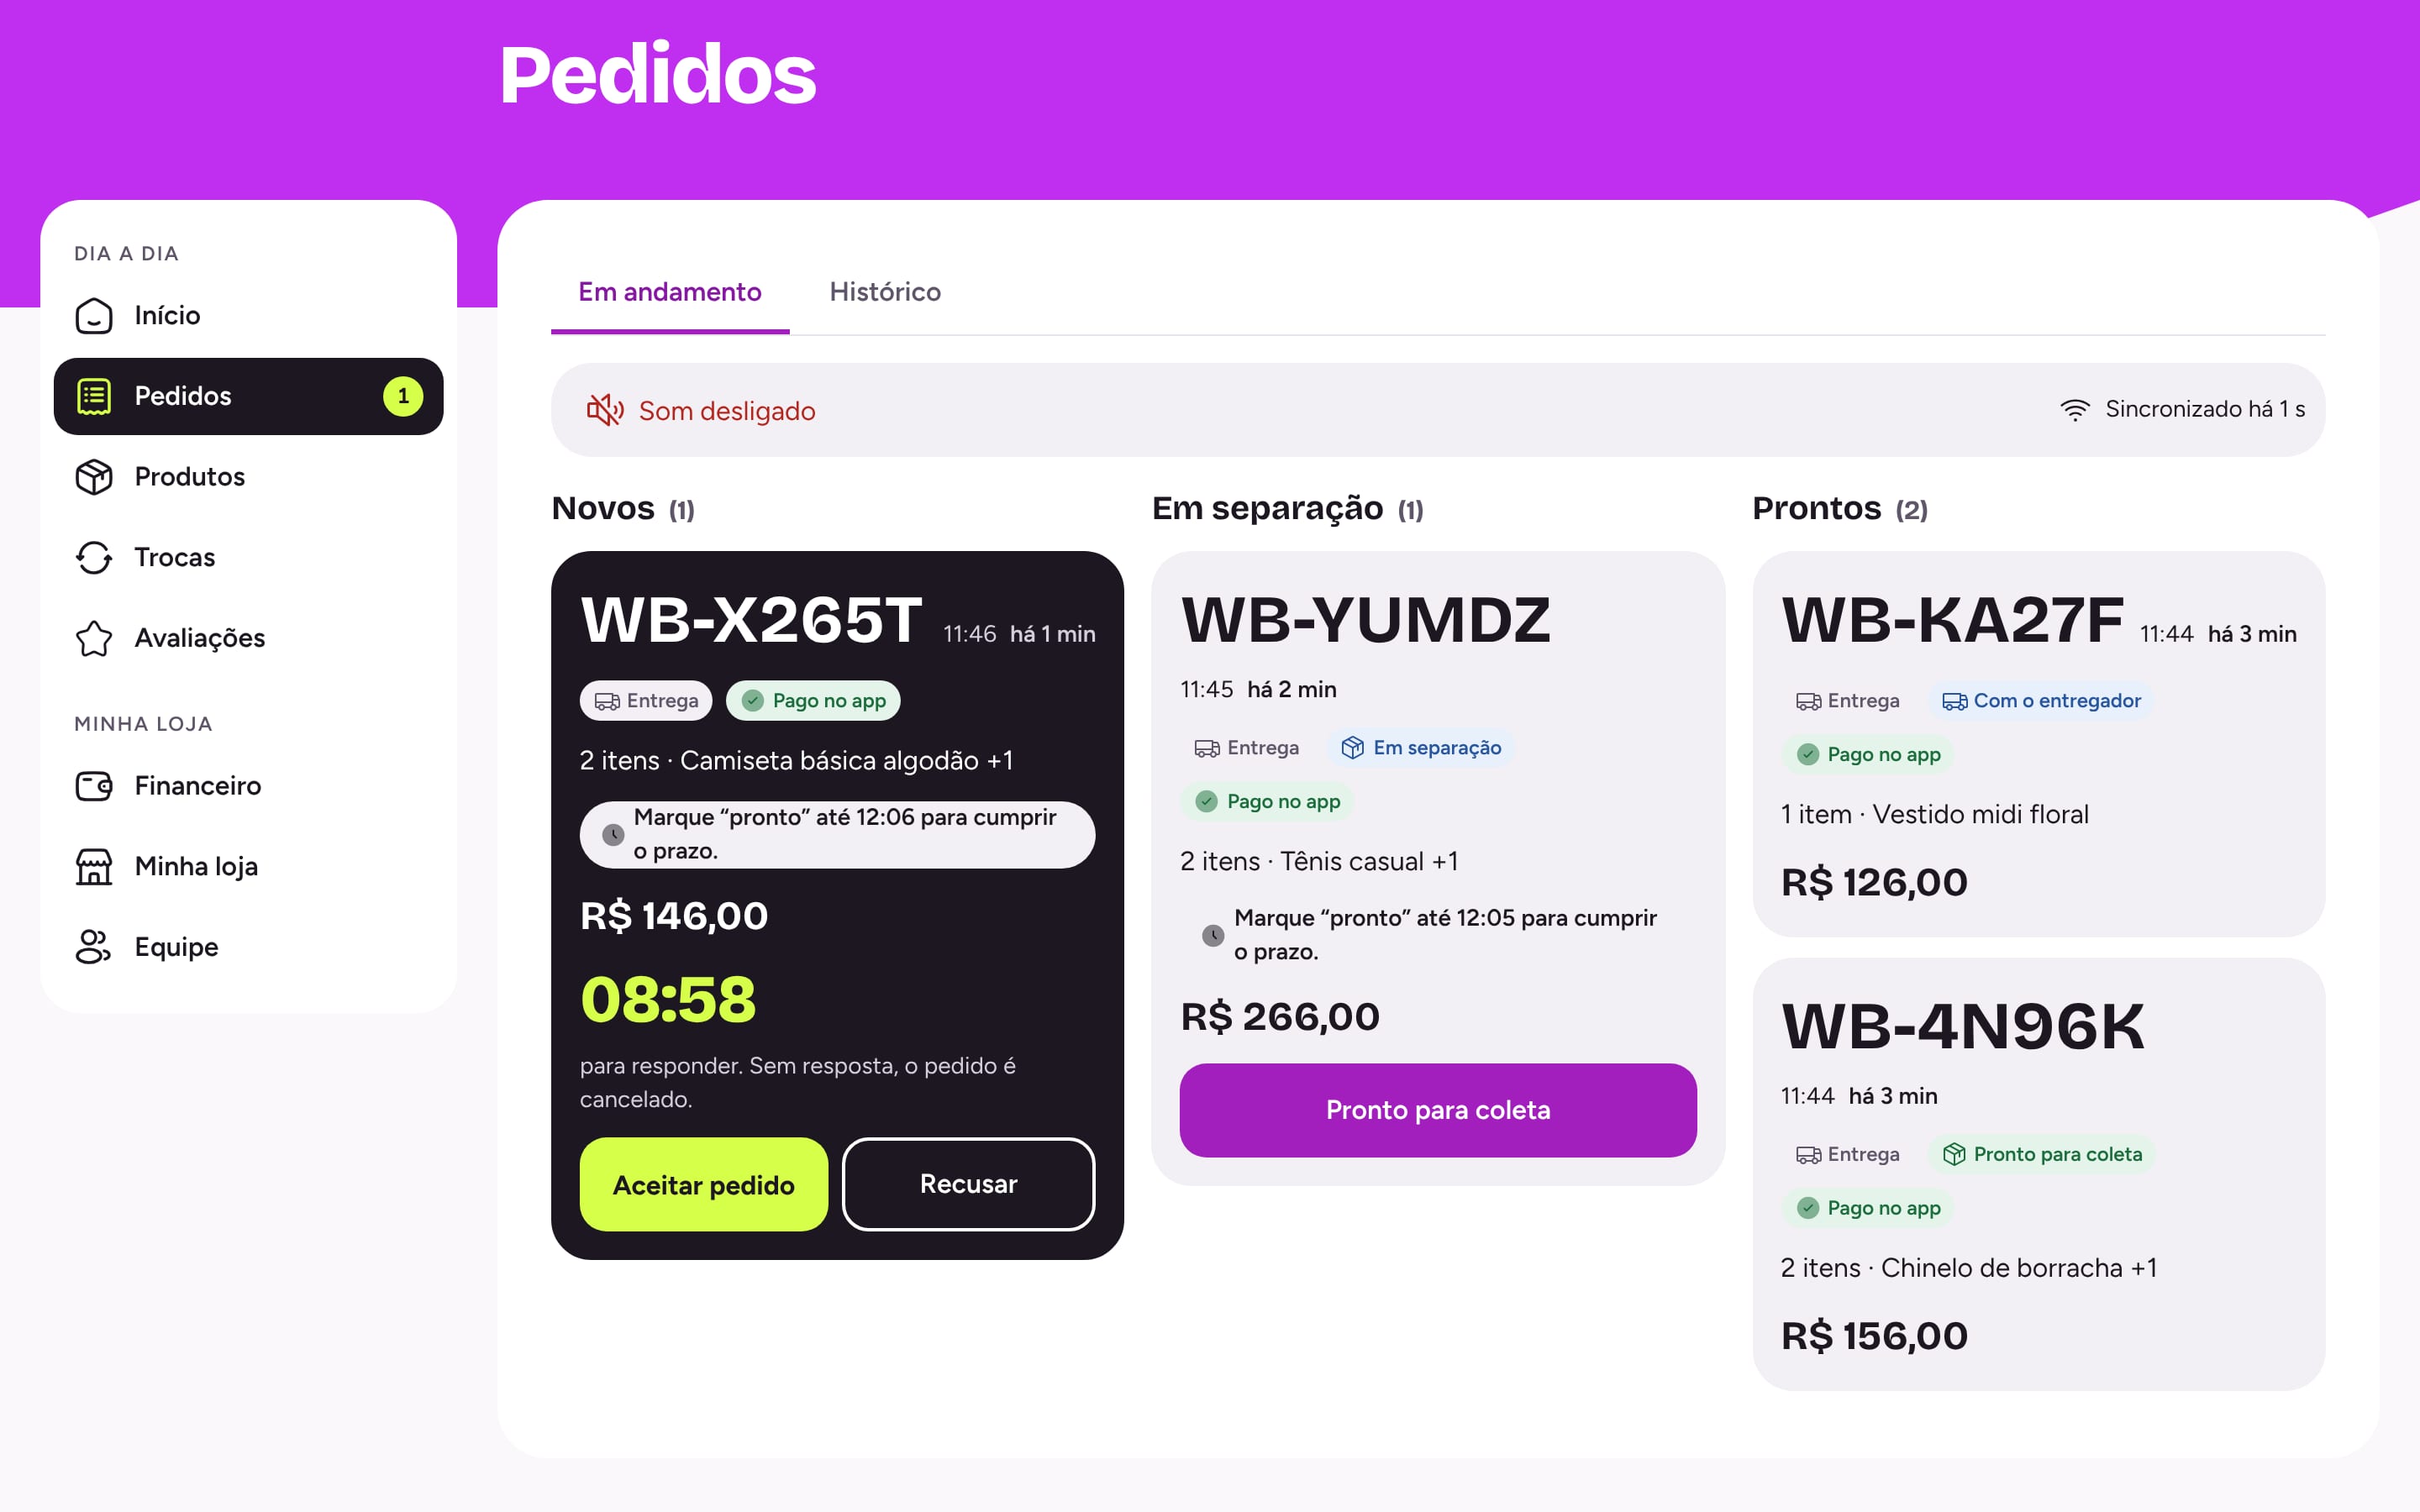 Pedidos
DIA A DIA
Início
Pedidos 1
Produtos
Trocas
Avaliações
MINHA LOJA
Financeiro
Minha loja
Equipe
Em andamento Histórico
Som desligado
Sincronizado há 1 s
Novos (1)
WB-X265T 11:46 há 1 min
Entrega Pago no app
2 itens · Camiseta básica algodão +1
Marque “pronto” até 12:06 para cumprir
o prazo.
R$ 146,00
08:58
para responder. Sem resposta, o pedido é
cancelado.
Aceitar pedido Recusar
Em separação (1)
WB-YUMDZ
11:45 há 2 min
Entrega Em separação
Pago no app
2 itens · Tênis casual +1
Marque “pronto” até 12:05 para cumprir
o prazo.
R$ 266,00
Pronto para coleta
Prontos (2)
WB-KA27F 11:44 há 3 min
Entrega Com o entregador
Pago no app
1 item · Vestido midi floral
R$ 126,00
WB-4N96K
11:44 há 3 min
Entrega Pronto para coleta
Pago no app
2 itens · Chinelo de borracha +1
R$ 156,00